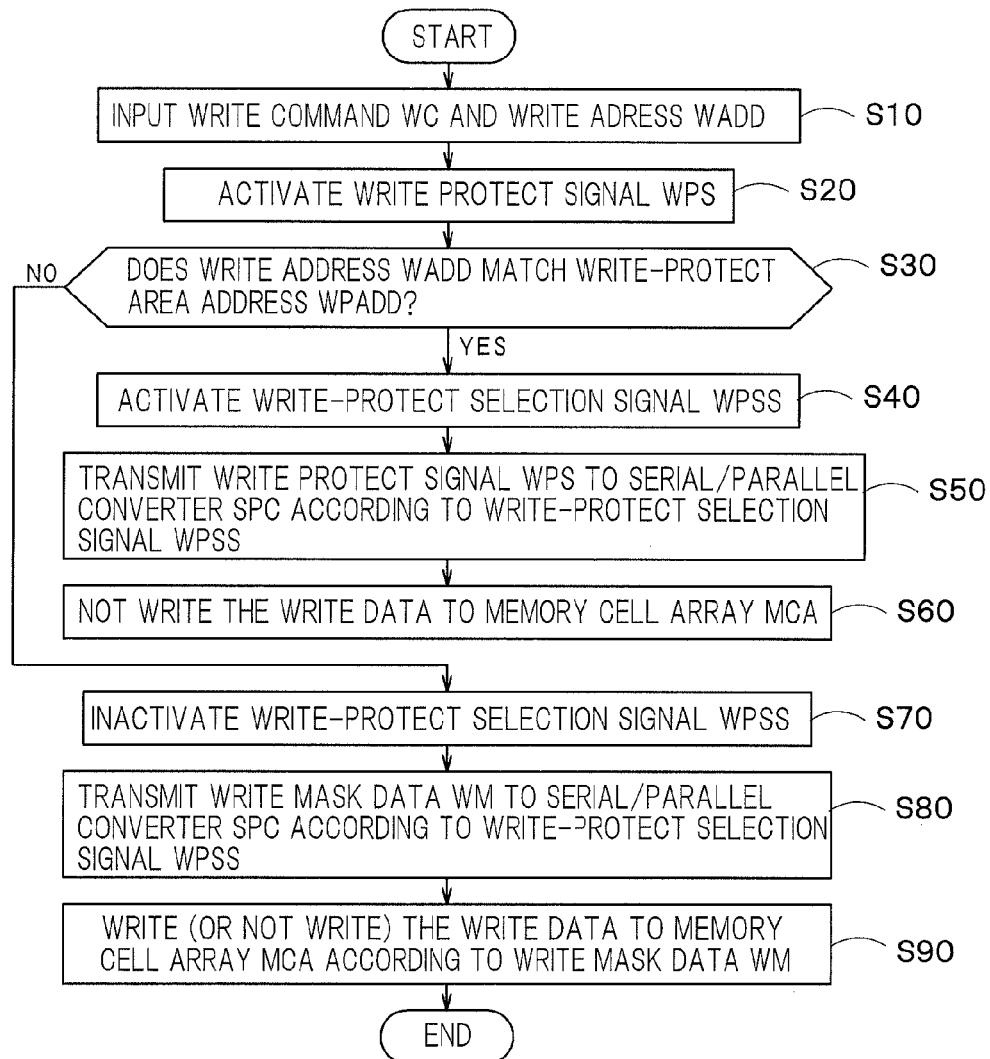 START
INPUT WRITE COMMAND WC AND WRITE ADRESS WADD
S10
ACTIVATE WRITE PROTECT SIGNAL WPS
S20
DOES WRITE ADDRESS WADD MATCH WRITE-PROTECT
AREA ADDRESS WPADD?
S30
NO
YES
ACTIVATE WRITE-PROTECT SELECTION SIGNAL WPSS
S40
TRANSMIT WRITE PROTECT SIGNAL WPS TO SERIAL/PARALLEL
CONVERTER SPC ACCORDING TO WRITE-PROTECT SELECTION
SIGNAL WPSS
S50
NOT WRITE THE WRITE DATA TO MEMORY CELL ARRAY MCA
S60
INACTIVATE WRITE-PROTECT SELECTION SIGNAL WPSS
S70
TRANSMIT WRITE MASK DATA WM TO SERIAL/PARALLEL
CONVERTER SPC ACCORDING TO WRITE-PROTECT SELECTION
SIGNAL WPSS
S80
WRITE (OR NOT WRITE) THE WRITE DATA TO MEMORY
CELL ARRAY MCA ACCORDING TO WRITE MASK DATA WM
S90
END